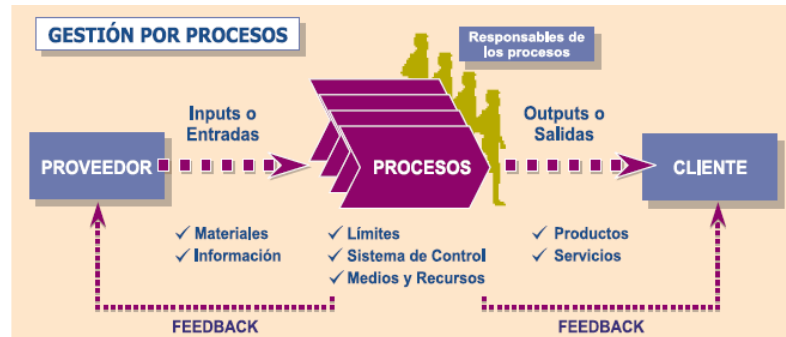 GESTIÓN POR PROCESOS
Responsables de
los procesos
Inputs o
Entradas
Outputs o
Salidas
PROVEEDOR
PROCESOS
CLIENTE
✓ Materiales
✓ Información
✓ Límites
✓ Sistema de Control
✓ Medios y Recursos
✓ Productos
✓ Servicios
FEEDBACK
FEEDBACK